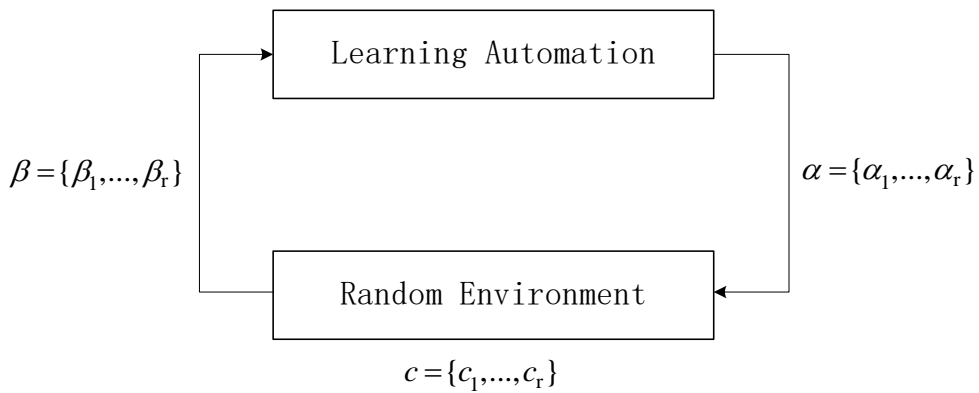 Learning Automation
β={β₁,...,βᵣ}
α={α₁,...,αᵣ}
Random Environment
c={c₁,...,cᵣ}